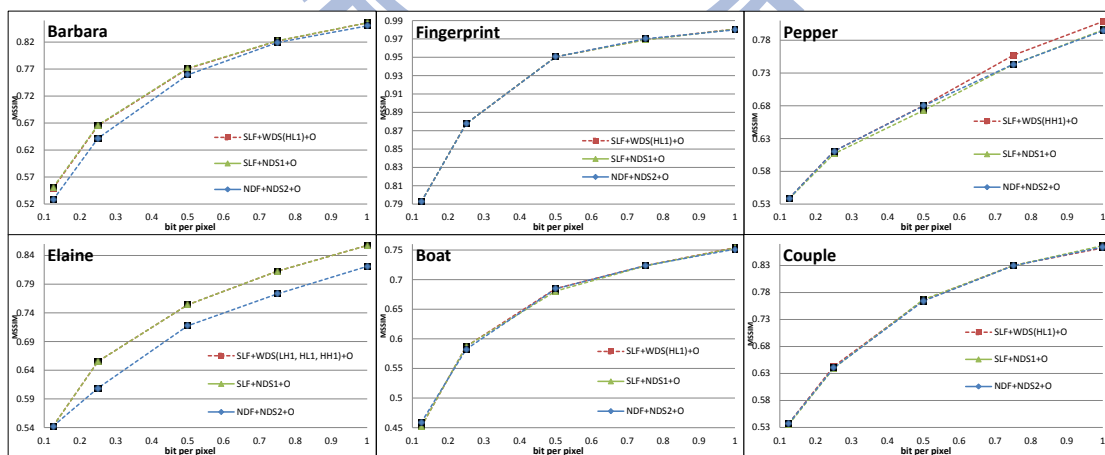 Barbara
MSSIM
0.82
0.77
0.72
0.67
0.62
0.57
0.52
0.1 0.2 0.3 0.4 0.5 0.6 0.7 0.8 0.9 1
bit per pixel
SLF+WDS(HL1)+O
SLF+NDS1+O
NDF+NDS2+O
Fingerprint
MSSIM
0.99
0.97
0.95
0.93
0.91
0.89
0.87
0.85
0.83
0.81
0.79
0.1 0.2 0.3 0.4 0.5 0.6 0.7 0.8 0.9 1
bit per pixel
SLF+WDS(HL1)+O
SLF+NDS1+O
NDF+NDS2+O
Pepper
MSSIM
0.78
0.73
0.68
0.63
0.58
0.53
0.1 0.2 0.3 0.4 0.5 0.6 0.7 0.8 0.9 1
bit per pixel
SLF+WDS(HH1)+O
SLF+NDS1+O
NDF+NDS2+O
Elaine
MSSIM
0.84
0.79
0.74
0.69
0.64
0.59
0.54
0.1 0.2 0.3 0.4 0.5 0.6 0.7 0.8 0.9 1
bit per pixel
SLF+WDS(LH1, HL1, HH1)+O
SLF+NDS1+O
NDF+NDS2+O
Boat
MSSIM
0.75
0.7
0.65
0.6
0.55
0.5
0.45
0.1 0.2 0.3 0.4 0.5 0.6 0.7 0.8 0.9 1
bit per pixel
SLF+WDS(HL1)+O
SLF+NDS1+O
NDF+NDS2+O
Couple
MSSIM
0.83
0.78
0.73
0.68
0.63
0.58
0.53
0.1 0.2 0.3 0.4 0.5 0.6 0.7 0.8 0.9 1
bit per pixel
SLF+WDS(HL1)+O
SLF+NDS1+O
NDF+NDS2+O